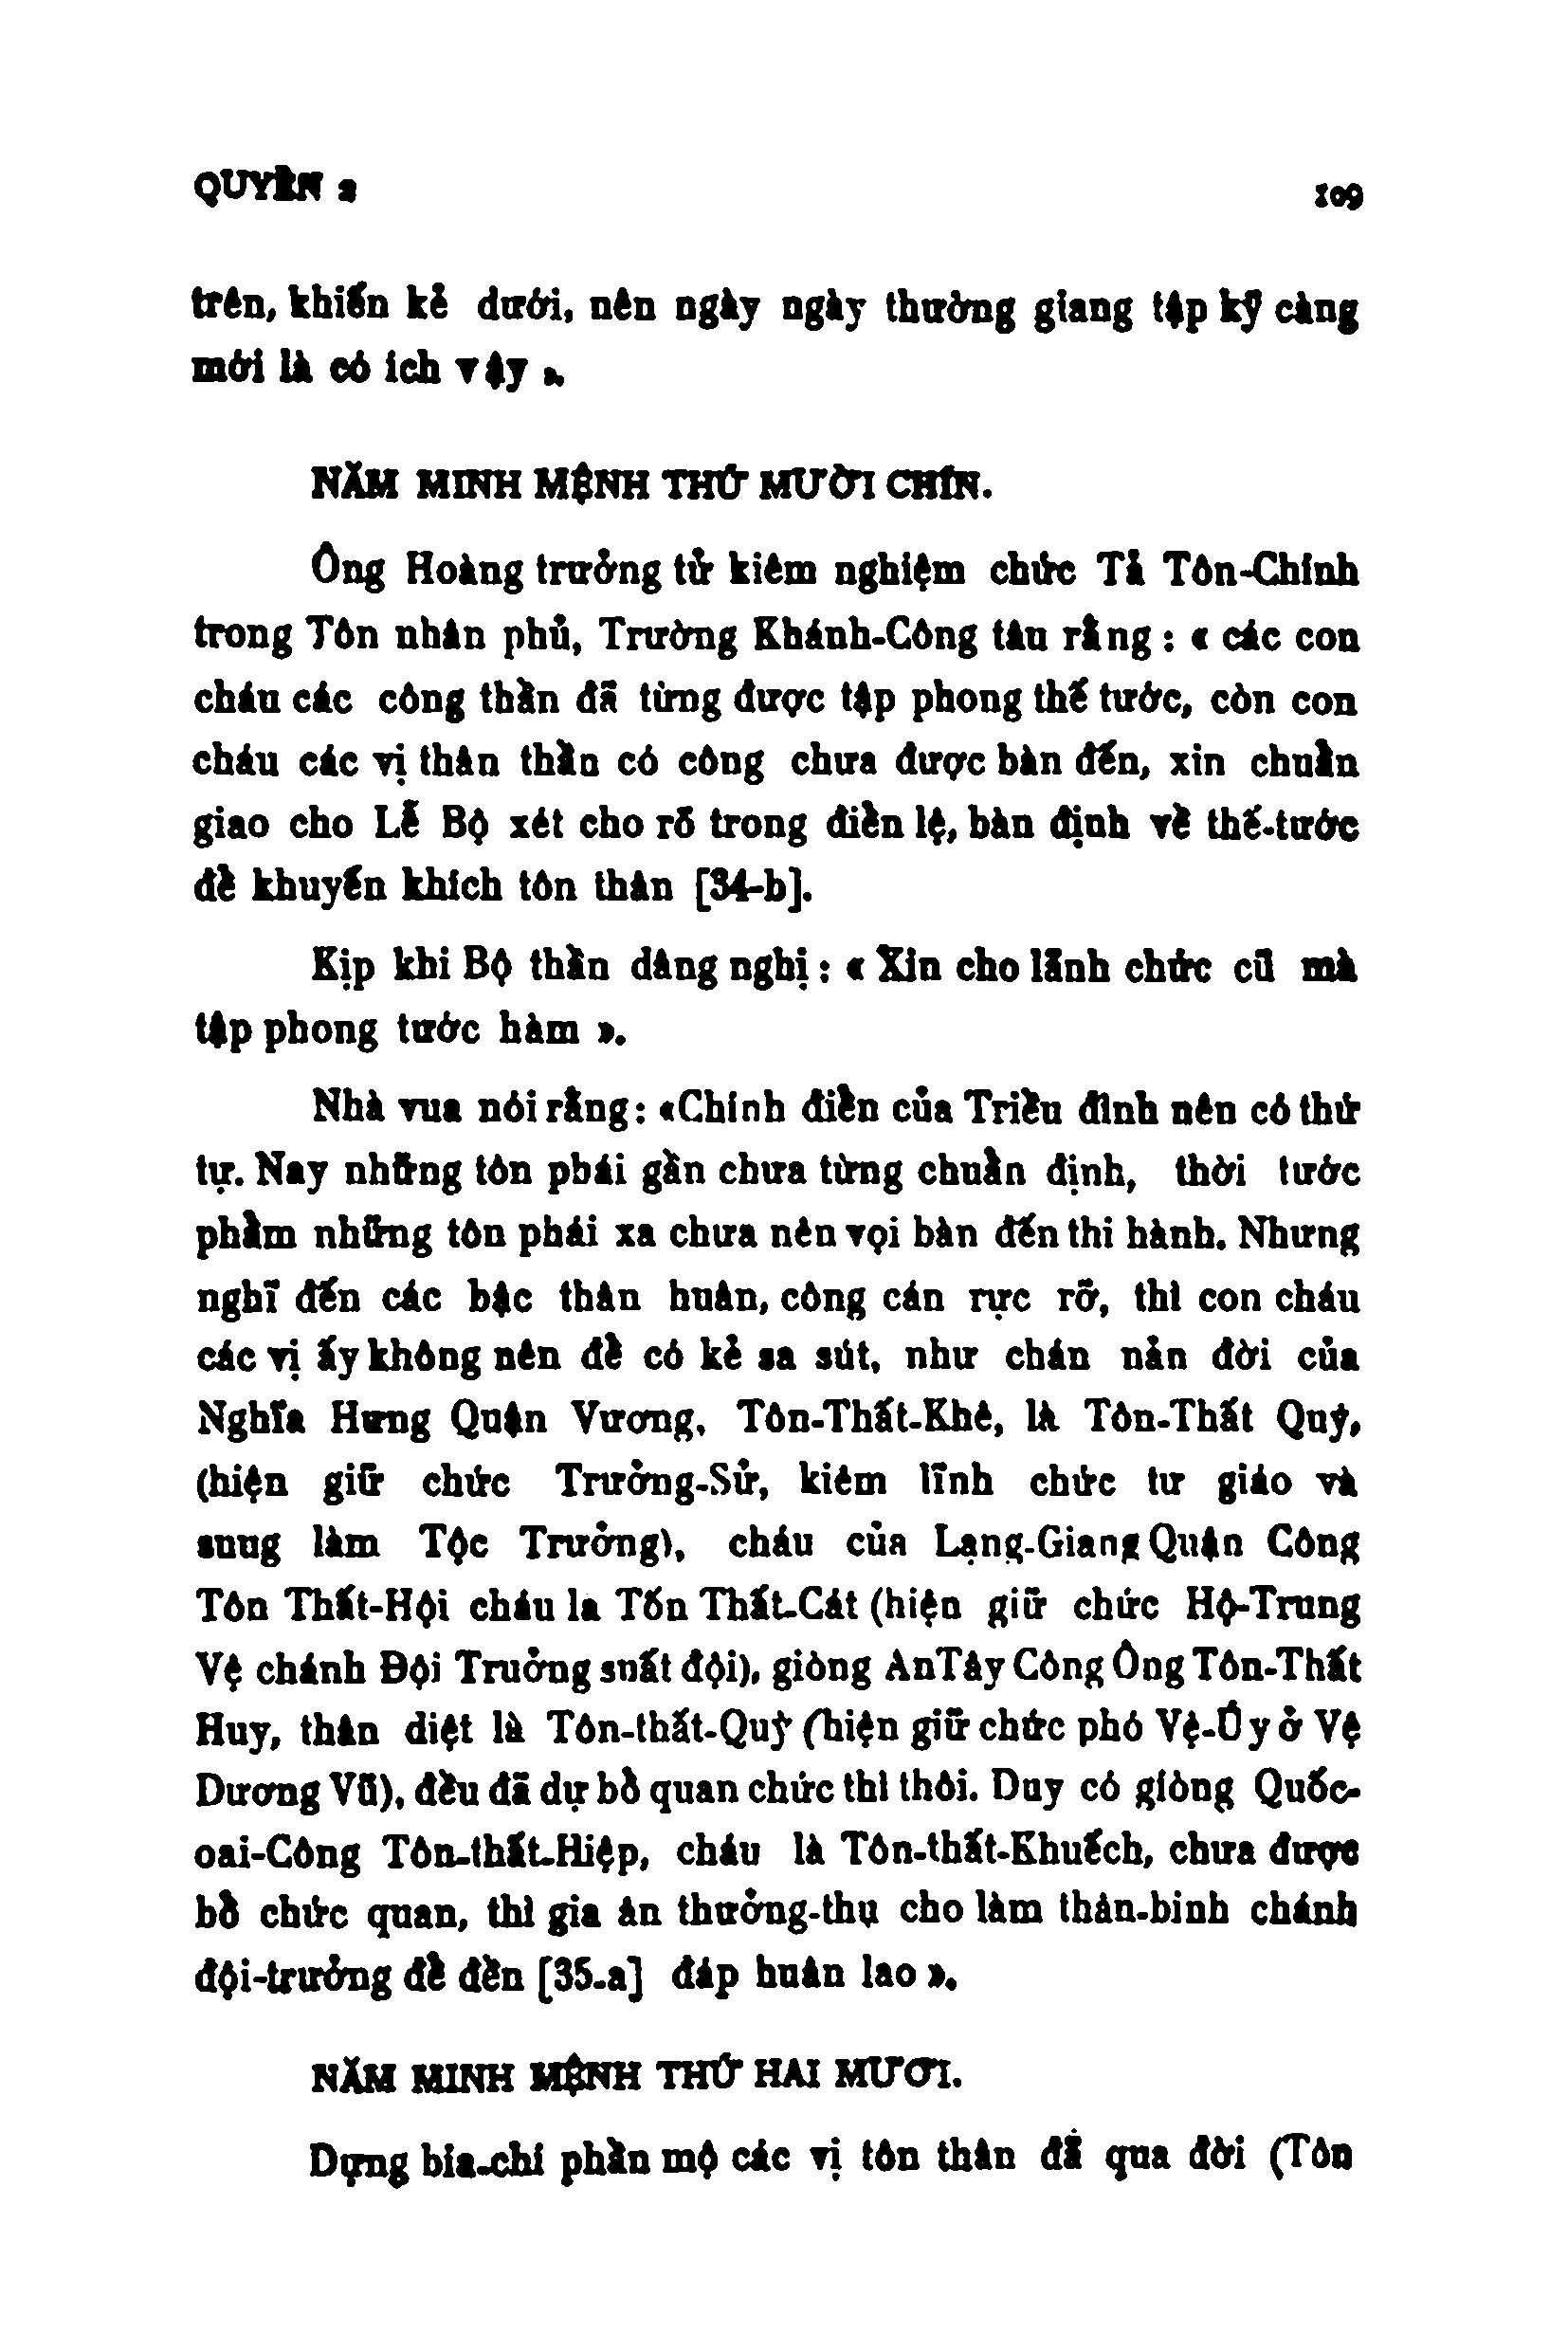 QUYỀN 2
109
trên, khiến kẻ dưới, nên ngày ngày thường giang tập kỹ càng
mới là có ích vậy ».
NĂM MINH MỆNH THỨ MƯỜI CHÍN.
Ông Hoàng trưởng tử kiêm nghiệm chức Tả Tôn-Chính
trong Tôn nhân phủ, Trường Khánh-Công tâu rằng : « các con
cháu các công thần đã từng được tập phong thế tước, còn con
cháu các vị thân thần có công chưa được bàn đến, xin chuẩn
giao cho Lễ Bộ xét cho rõ trong điển lệ, bàn định về thế-tước
để khuyến khích tôn thân [34-b].
Kịp khi Bộ thần dâng nghị : « Xin cho lãnh chức cũ mà
tập phong tước hàm ».
Nhà vua nói rằng : «Chính điển của Triều đình nên có thứ
tự. Nay những tôn phái gần chưa từng chuẩn định, thời tước
phẩm những tôn phái xa chưa nên vọi bàn đến thi hành. Nhưng
nghĩ đến các bậc thân huân, công cán rực rỡ, thì con cháu
các vị ấy không nên để có kẻ sa sút, như chán nản đời của
Nghĩa Hưng Quận Vương, Tôn-Thất-Khê, là Tôn-Thất Quỳ,
(hiện giữ chức Trưởng-Sử, kiêm lĩnh chức tư giáo và
sung làm Tộc Trưởng), cháu của Lạng-Giang Quận Công
Tôn Thất-Hội cháu la Tốn Thất-Cát (hiện giữ chức Hộ-Trung
Vệ chánh Đội Truởng suất đội), giòng AnTây Công Ông Tôn-Thất
Huy, thân diệt là Tôn-thất-Quỳ (hiện giữ chức phó Vệ-Úy ở Vệ
Dương Vũ), đều đã dự bổ quan chức thì thôi. Duy có giòng Quốc-
oai-Công Tôn-thất-Hiệp, cháu là Tôn-thất-Khuếch, chưa được
bổ chức quan, thì gia ân thưởng-thụ cho làm thân-binh chánh
đội-trưởng để đền [35-a] đáp huân lao ».
NĂM MINH MỆNH THỨ HAI MƯƠI.
Dựng bia-chí phần mộ các vị tôn thân đã qua đời (Tôn